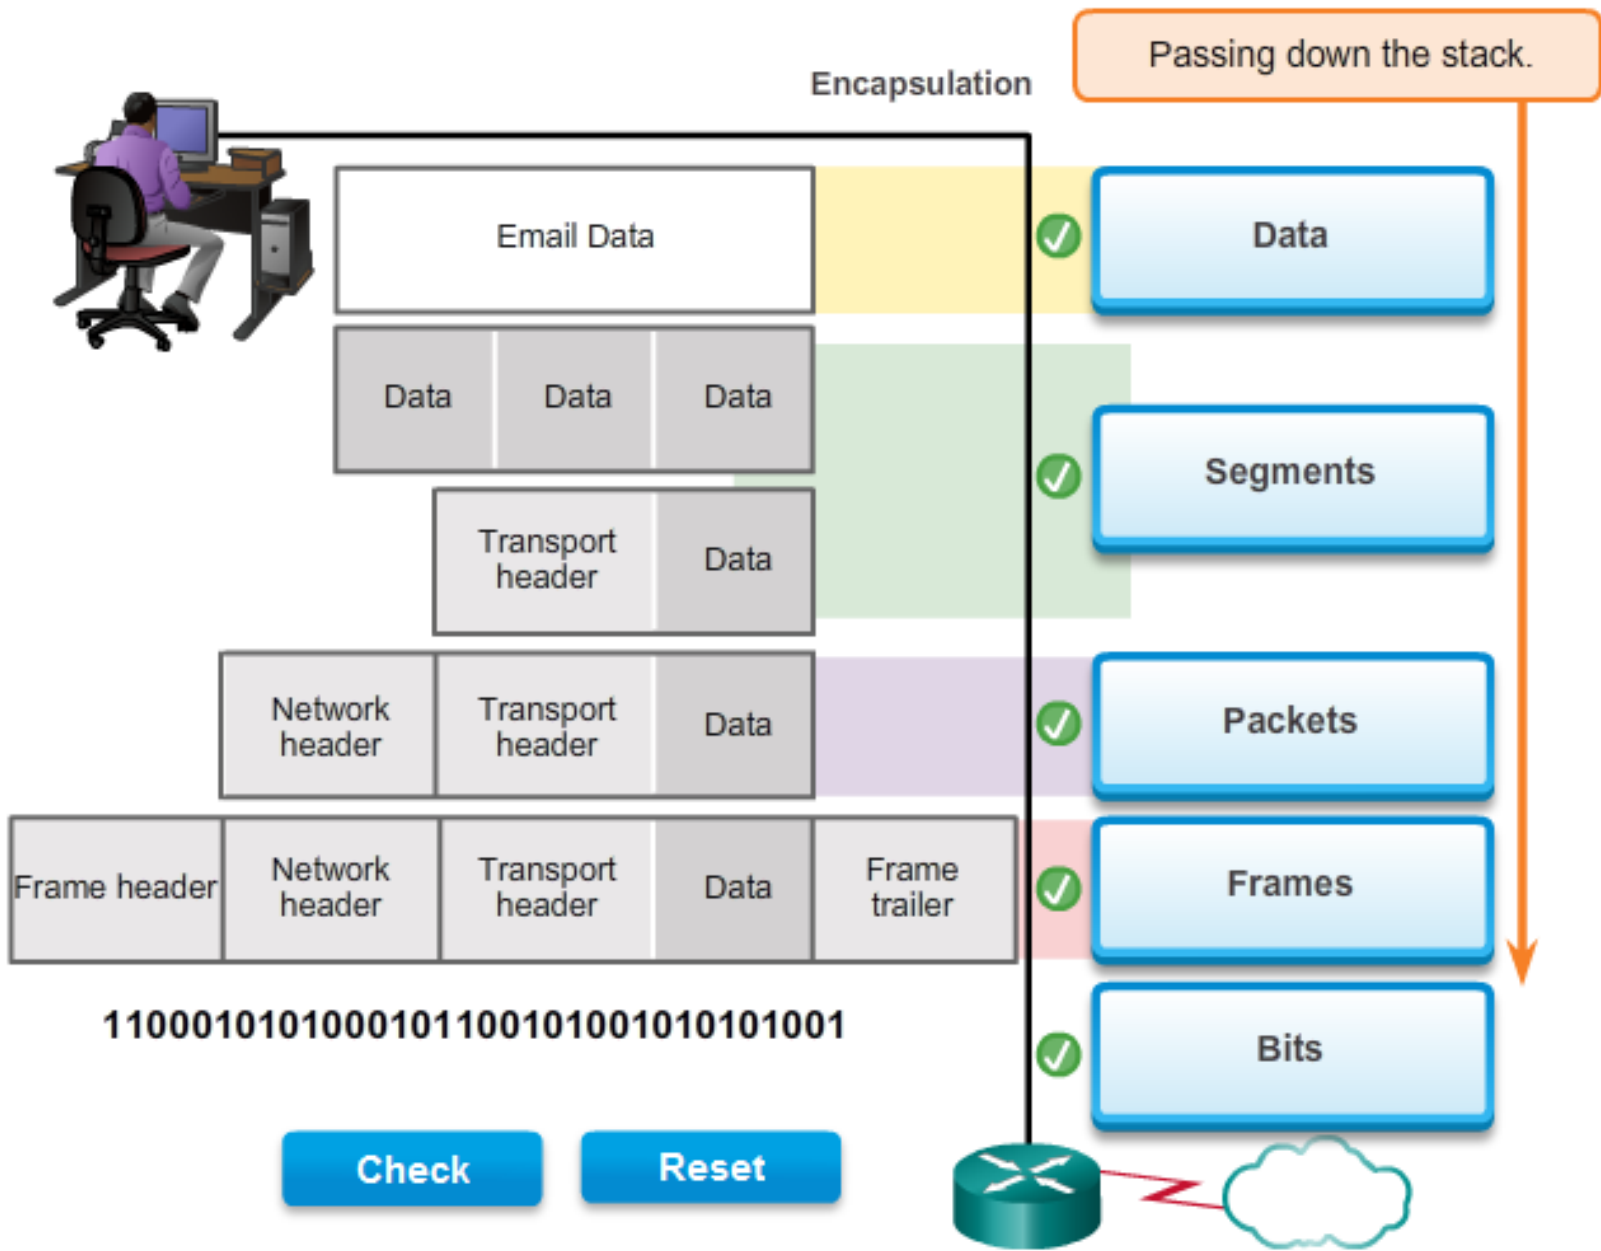 Passing down the stack.
Encapsulation
Email Data
Data
Data Data Data
Segments
Transport
header
Data
Network
header
Transport
header
Data
Packets
Frame header
Network
header
Transport
header
Data
Frame
trailer
Frames
1100010101000101100101001010101001
Bits
Check
Reset